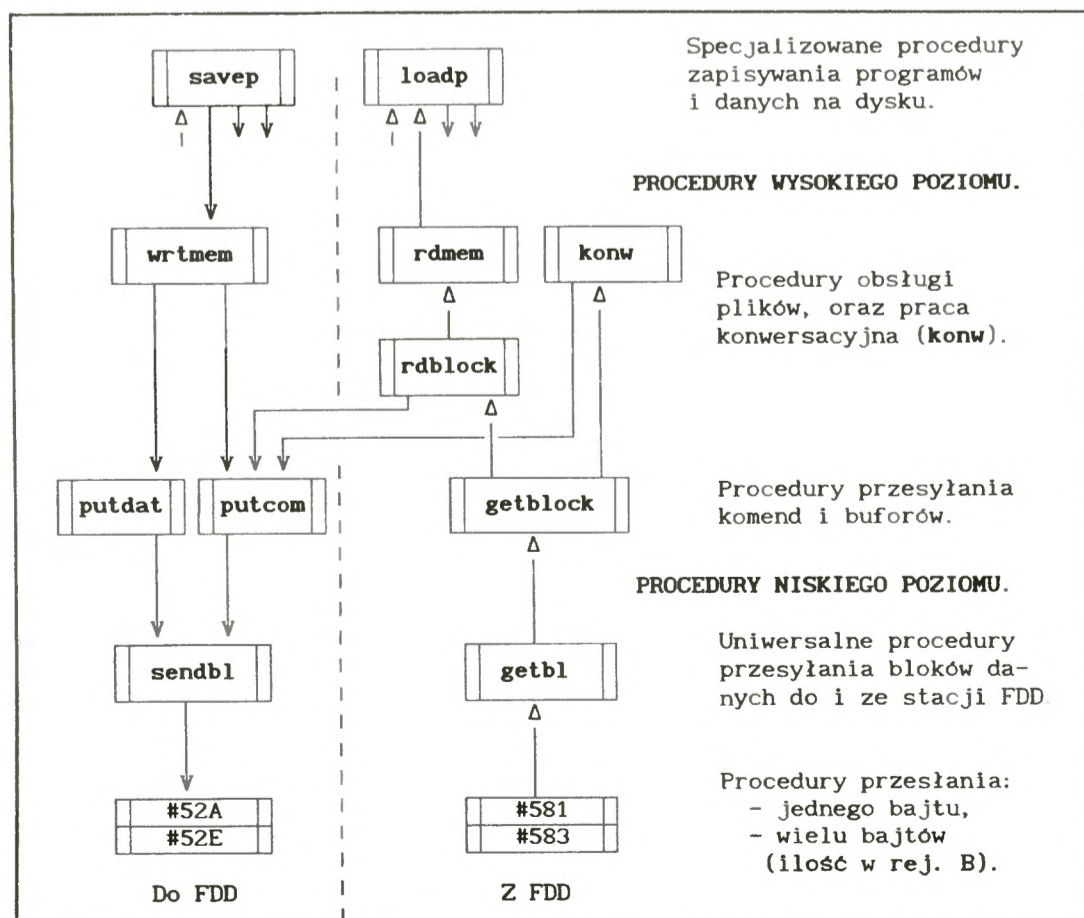 savep
loadp
Specjalizowane procedury
zapisywania programów
i danych na dysku.
PROCEDURY WYSOKIEGO POZIOMU.
wrtmem
rdmem
konw
Procedury obsługi
plików, oraz praca
konwersacyjna (konw).
rdblock
putdat
putcom
getblock
Procedury przesyłania
komend i buforów.
PROCEDURY NISKIEGO POZIOMU.
sendbl
getbl
Uniwersalne procedury
przesyłania bloków da-
nych do i ze stacji FDD
#52A
#52E
#581
#583
Procedury przesłania:
- jednego bajtu,
- wielu bajtów
(ilość w rej. B).
Do FDD
Z FDD